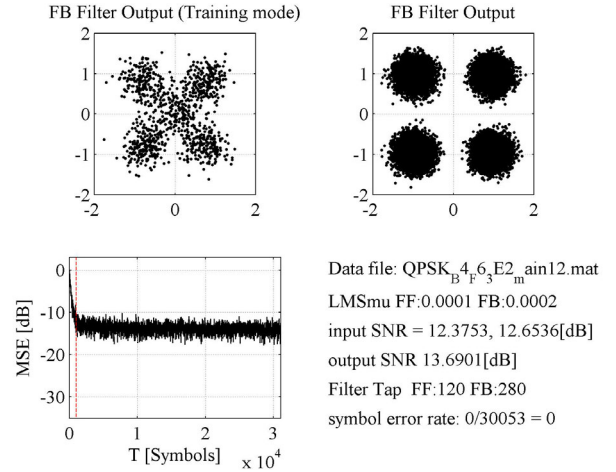 FB Filter Output (Training mode)
2
1
0
-1
-2
-2
0
2
FB Filter Output
2
1
0
-1
-2
-2
0
2
MSE [dB]
0
-10
-20
-30
0
1
2
3
T [Symbols]
x 10^4
Data file: QPSK_B4_F6_3E2_main12.mat
LMSmu FF:0.0001 FB:0.0002
input SNR = 12.3753, 12.6536[dB]
output SNR 13.6901[dB]
Filter Tap FF:120 FB:280
symbol error rate: 0/30053 = 0